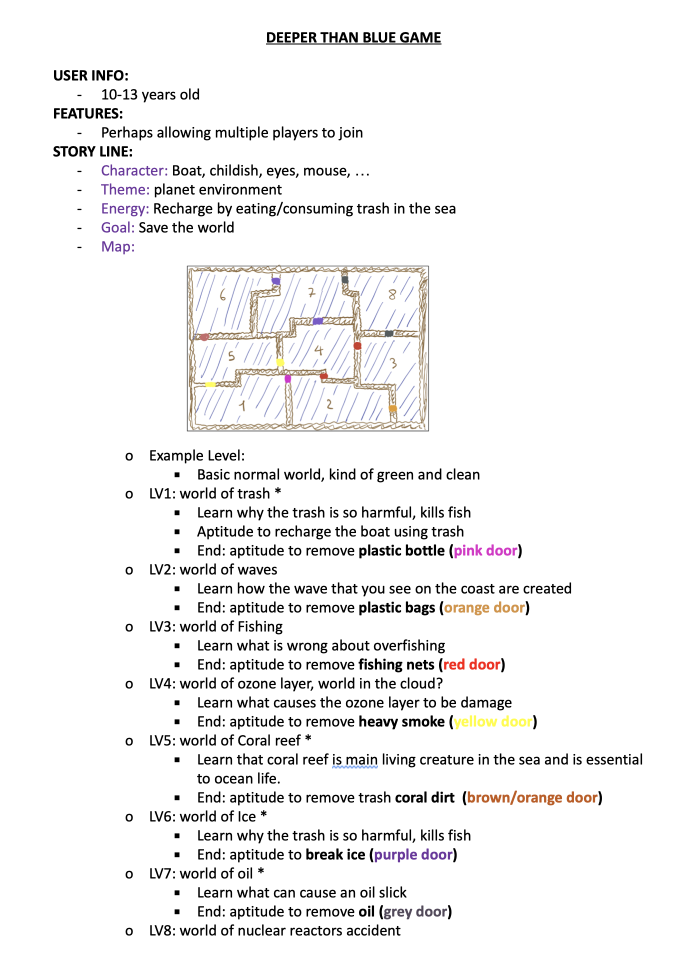 DEEPER THAN BLUE GAME
USER INFO:
- 10-13 years old
FEATURES:
- Perhaps allowing multiple players to join
STORY LINE:
- Character: Boat, childish, eyes, mouse, …
- Theme: planet environment
- Energy: Recharge by eating/consuming trash in the sea
- Goal: Save the world
- Map:
6 7 8
5 4 3
1 2
o Example Level:
▪ Basic normal world, kind of green and clean
o LV1: world of trash *
▪ Learn why the trash is so harmful, kills fish
▪ Aptitude to recharge the boat using trash
▪ End: aptitude to remove plastic bottle (pink door)
o LV2: world of waves
▪ Learn how the wave that you see on the coast are created
▪ End: aptitude to remove plastic bags (orange door)
o LV3: world of Fishing
▪ Learn what is wrong about overfishing
▪ End: aptitude to remove fishing nets (red door)
o LV4: world of ozone layer, world in the cloud?
▪ Learn what causes the ozone layer to be damage
▪ End: aptitude to remove heavy smoke (yellow door)
o LV5: world of Coral reef *
▪ Learn that coral reef is main living creature in the sea and is essential
to ocean life.
▪ End: aptitude to remove trash coral dirt (brown/orange door)
o LV6: world of Ice *
▪ Learn why the trash is so harmful, kills fish
▪ End: aptitude to break ice (purple door)
o LV7: world of oil *
▪ Learn what can cause an oil slick
▪ End: aptitude to remove oil (grey door)
o LV8: world of nuclear reactors accident